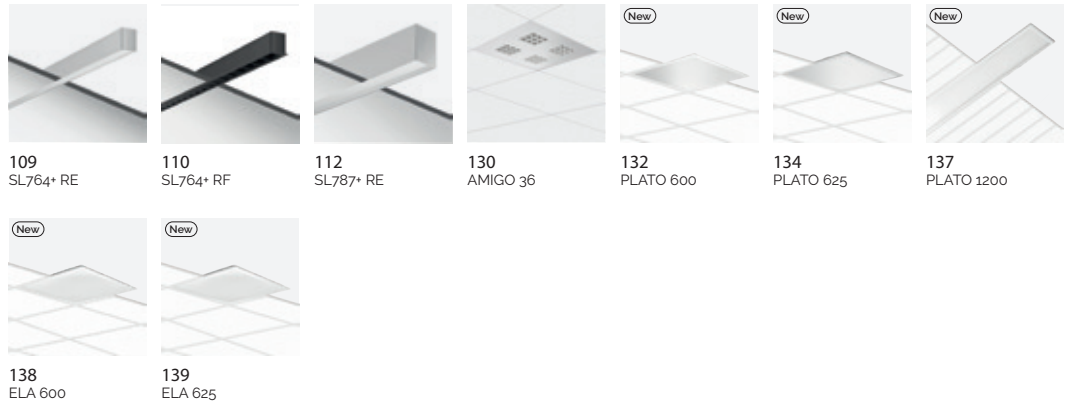 New
New
New
109
SL764+ RE
110
SL764+ RF
112
SL787+ RE
130
AMIGO 36
132
PLATO 600
134
PLATO 625
137
PLATO 1200
New
New
138
ELA 600
139
ELA 625